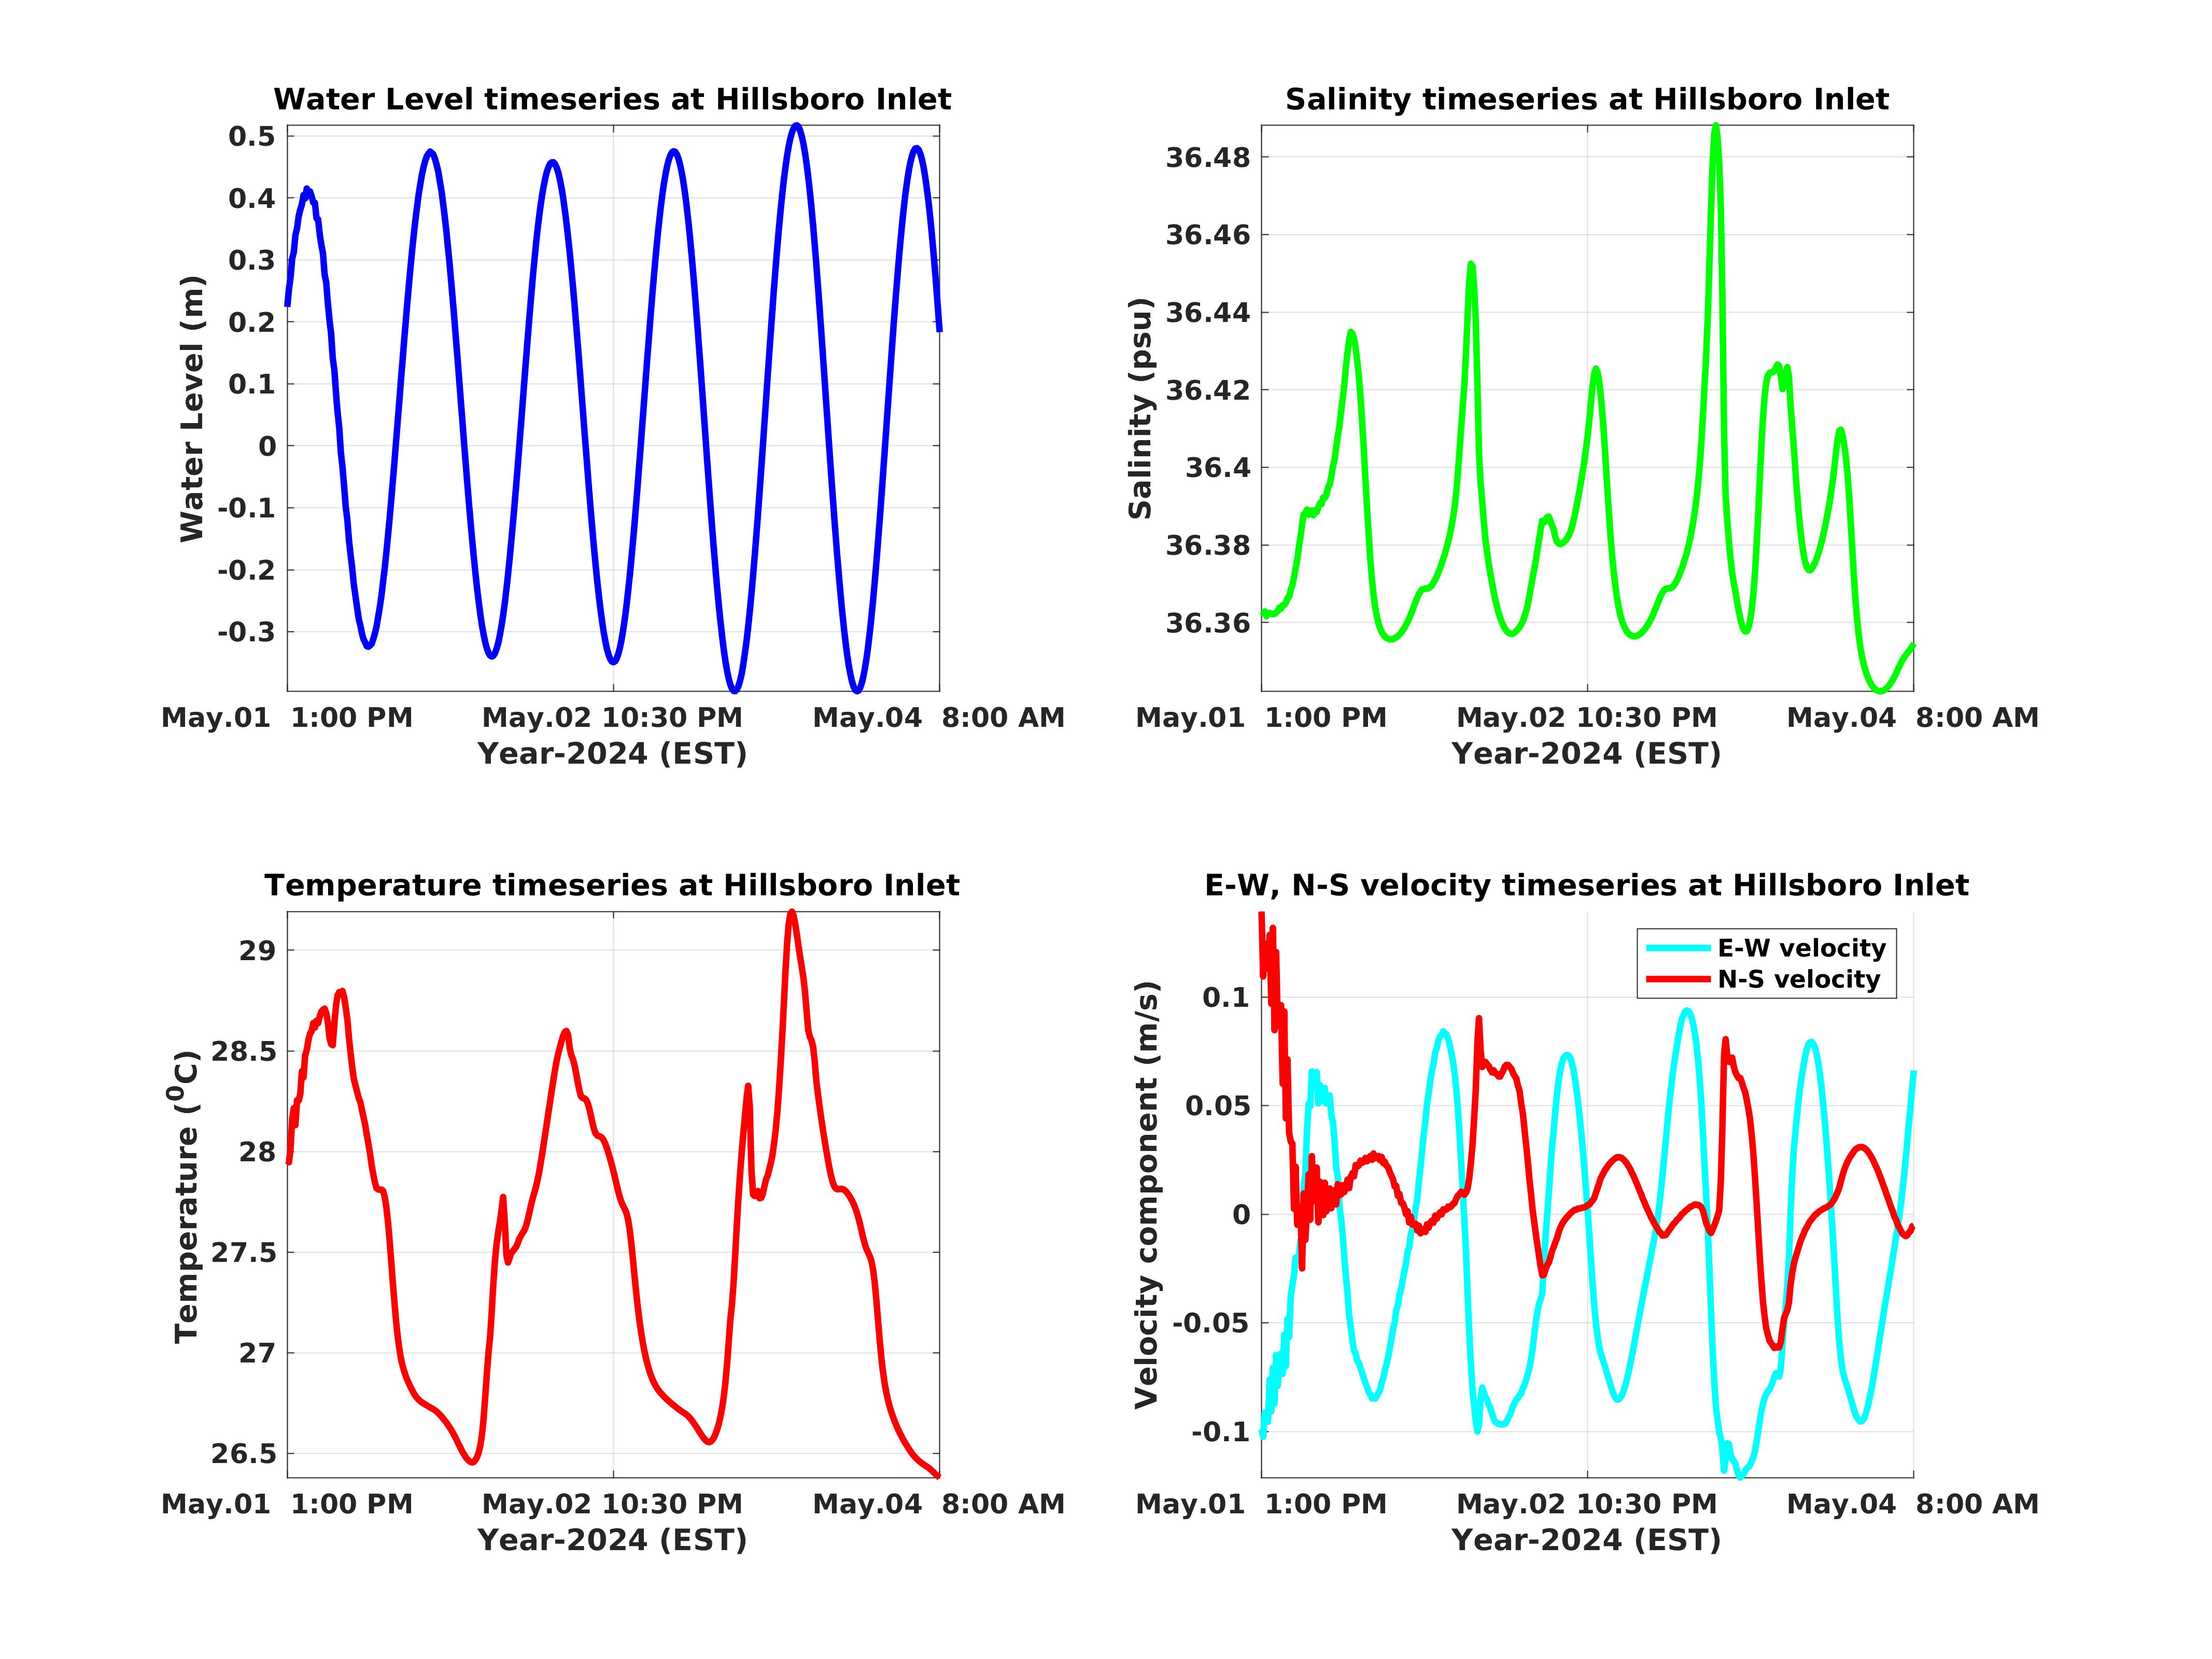 Water Level timeseries at Hillsboro Inlet
0.5
0.4
0.3
0.2
0.1
0
-0.1
-0.2
-0.3
Water Level (m)
May.01 1:00 PM
May.02 10:30 PM
May.04 8:00 AM
Year-2024 (EST)
Salinity timeseries at Hillsboro Inlet
36.48
36.46
36.44
36.42
36.4
36.38
36.36
Salinity (psu)
May.01 1:00 PM
May.02 10:30 PM
May.04 8:00 AM
Year-2024 (EST)
Temperature timeseries at Hillsboro Inlet
29
28.5
28
27.5
27
26.5
Temperature (⁰C)
May.01 1:00 PM
May.02 10:30 PM
May.04 8:00 AM
Year-2024 (EST)
E-W, N-S velocity timeseries at Hillsboro Inlet
E-W velocity
N-S velocity
0.1
0.05
0
-0.05
-0.1
Velocity component (m/s)
May.01 1:00 PM
May.02 10:30 PM
May.04 8:00 AM
Year-2024 (EST)